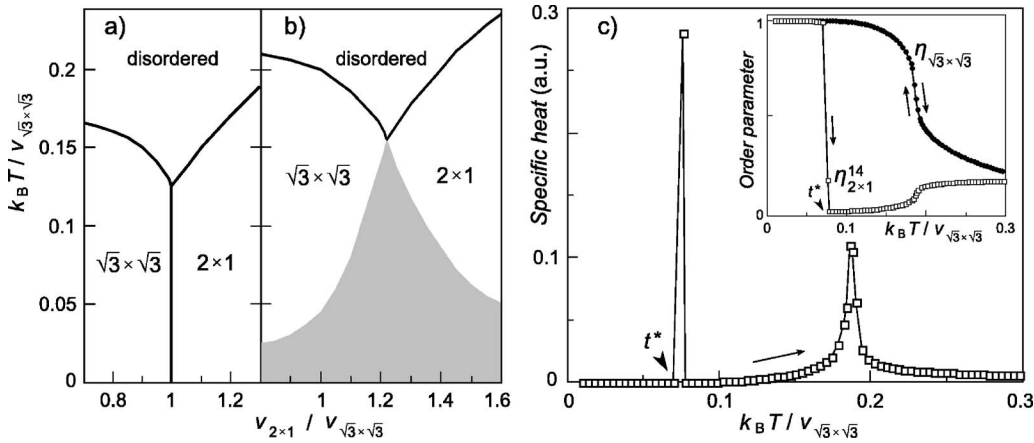 a)
disordered
√3×√3
2×1
0.2
0.15
0.1
0.05
0
k_B T / v_√3×√3
0.8
1
1.2
b)
disordered
√3×√3
2×1
1
1.2
1.4
1.6
v_2×1 / v_√3×√3
c)
0.3
0.2
0.1
0
Specific heat (a.u.)
t*
0.1
0.2
0.3
k_B T / v_√3×√3
1
0
Order parameter
η_√3×√3
η^14_2×1
t*
0
0.1
0.2
0.3
k_B T / v_√3×√3